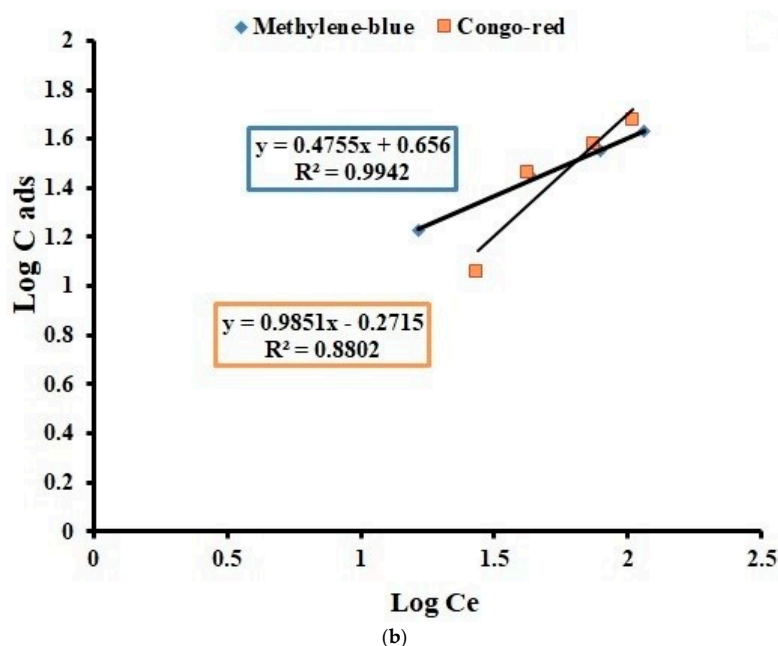 Methylene-blue Congo-red
2
1.8
1.6
1.4
1.2
1
0.8
0.6
0.4
0.2
0
y = 0.4755x + 0.656
R² = 0.9942
y = 0.9851x - 0.2715
R² = 0.8802
Log C ads
0 0.5 1 1.5 2 2.5
Log Ce
(b)